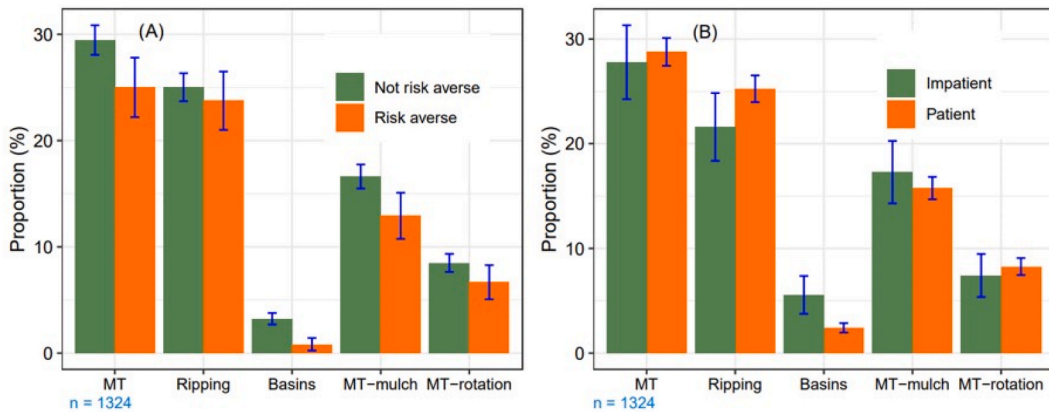 (A)
Proportion (%)
30
20
10
0
Not risk averse
Risk averse
MT Ripping Basins MT-mulch MT-rotation
n = 1324
(B)
Proportion (%)
30
20
10
0
Impatient
Patient
MT Ripping Basins MT-mulch MT-rotation
n = 1324